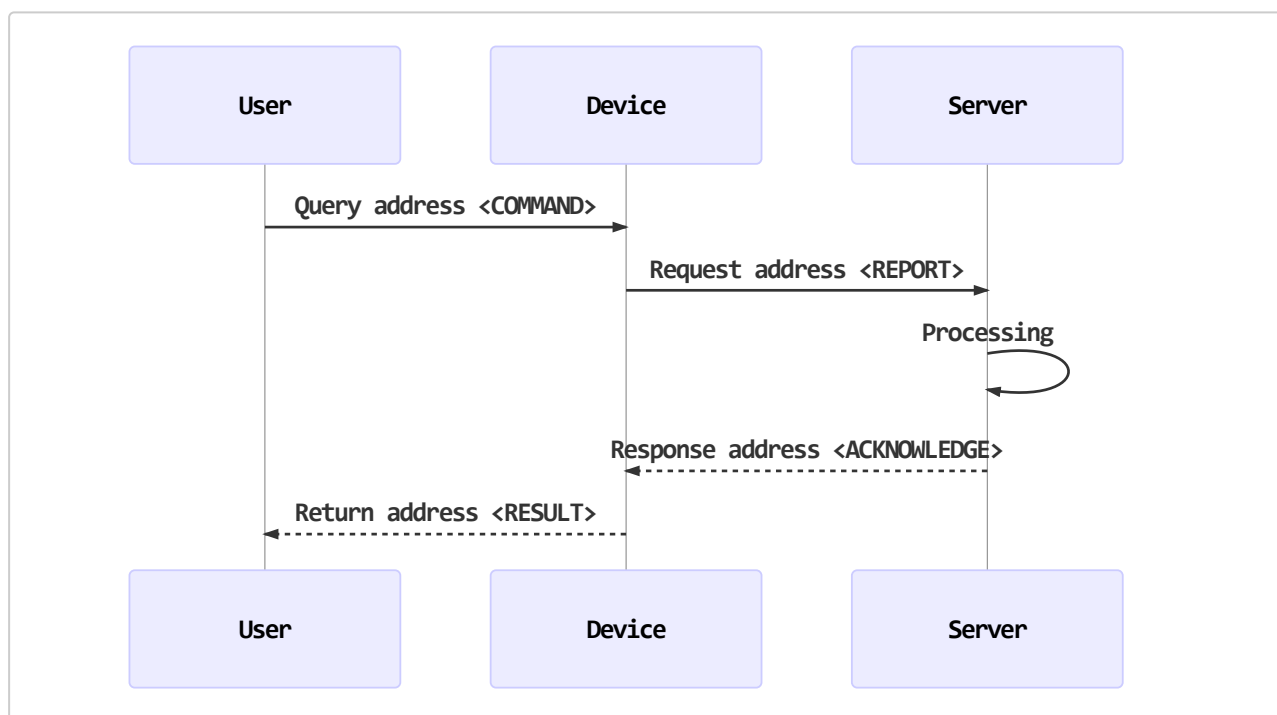 User
Device
Server
Query address <COMMAND>
Request address <REPORT>
Processing
Response address <ACKNOWLEDGE>
Return address <RESULT>
User
Device
Server